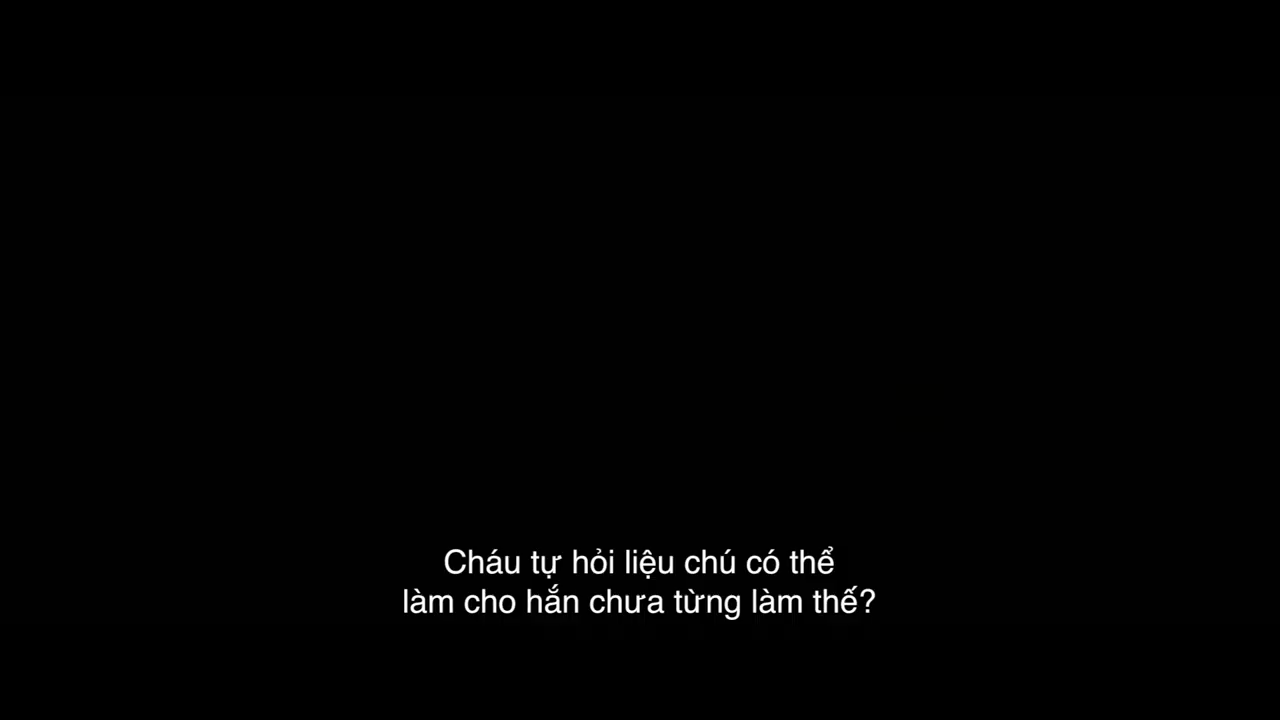 Cháu tự hỏi liệu chú có thể
làm cho hắn chưa từng làm thế?